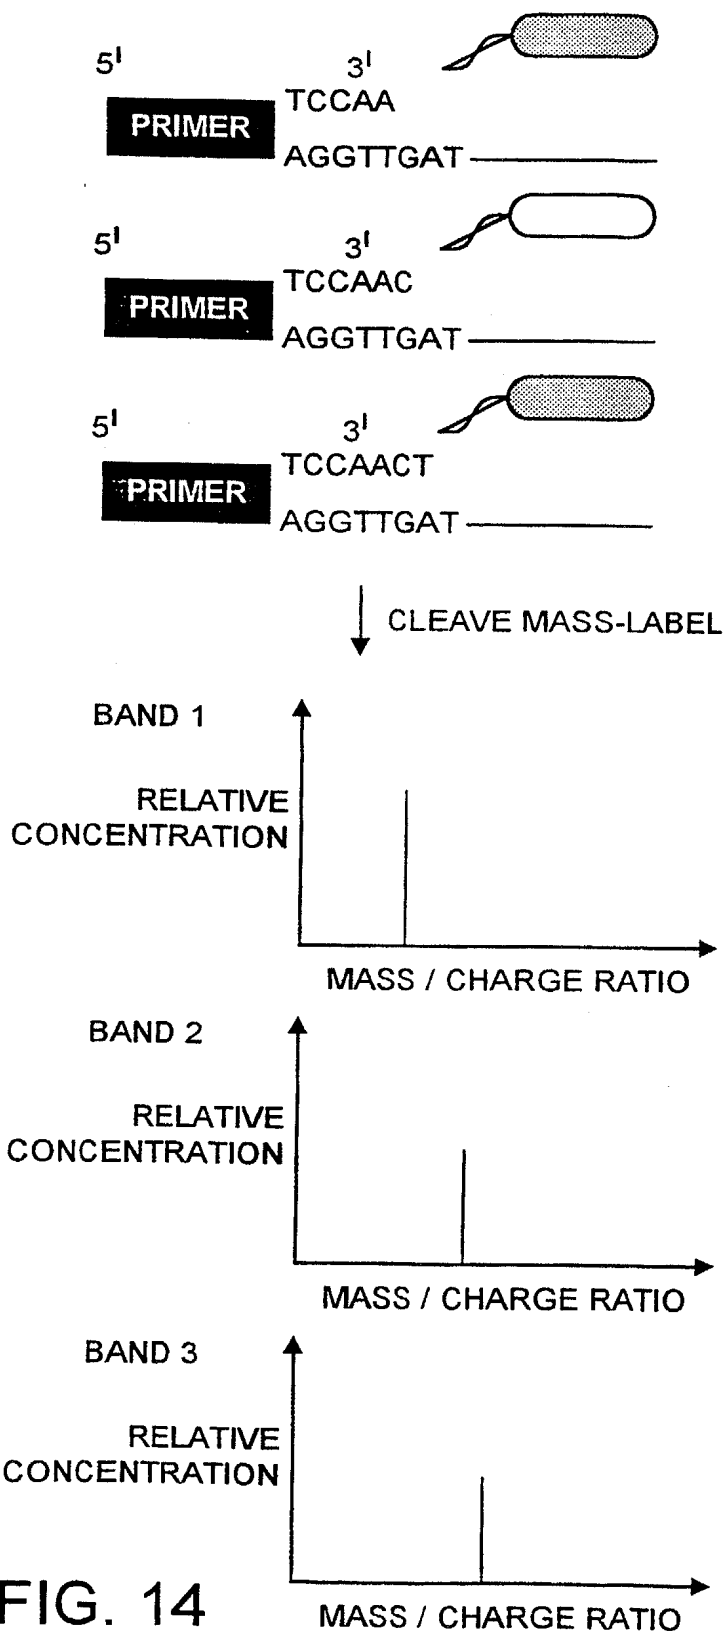 5'
3'
TCCAA
PRIMER
AGGTTGAT
5'
3'
TCCAAC
PRIMER
AGGTTGAT
5'
3'
TCCAACT
PRIMER
AGGTTGAT
CLEAVE MASS-LABEL
BAND 1
RELATIVE
CONCENTRATION
MASS / CHARGE RATIO
BAND 2
RELATIVE
CONCENTRATION
MASS / CHARGE RATIO
BAND 3
RELATIVE
CONCENTRATION
MASS / CHARGE RATIO
FIG. 14